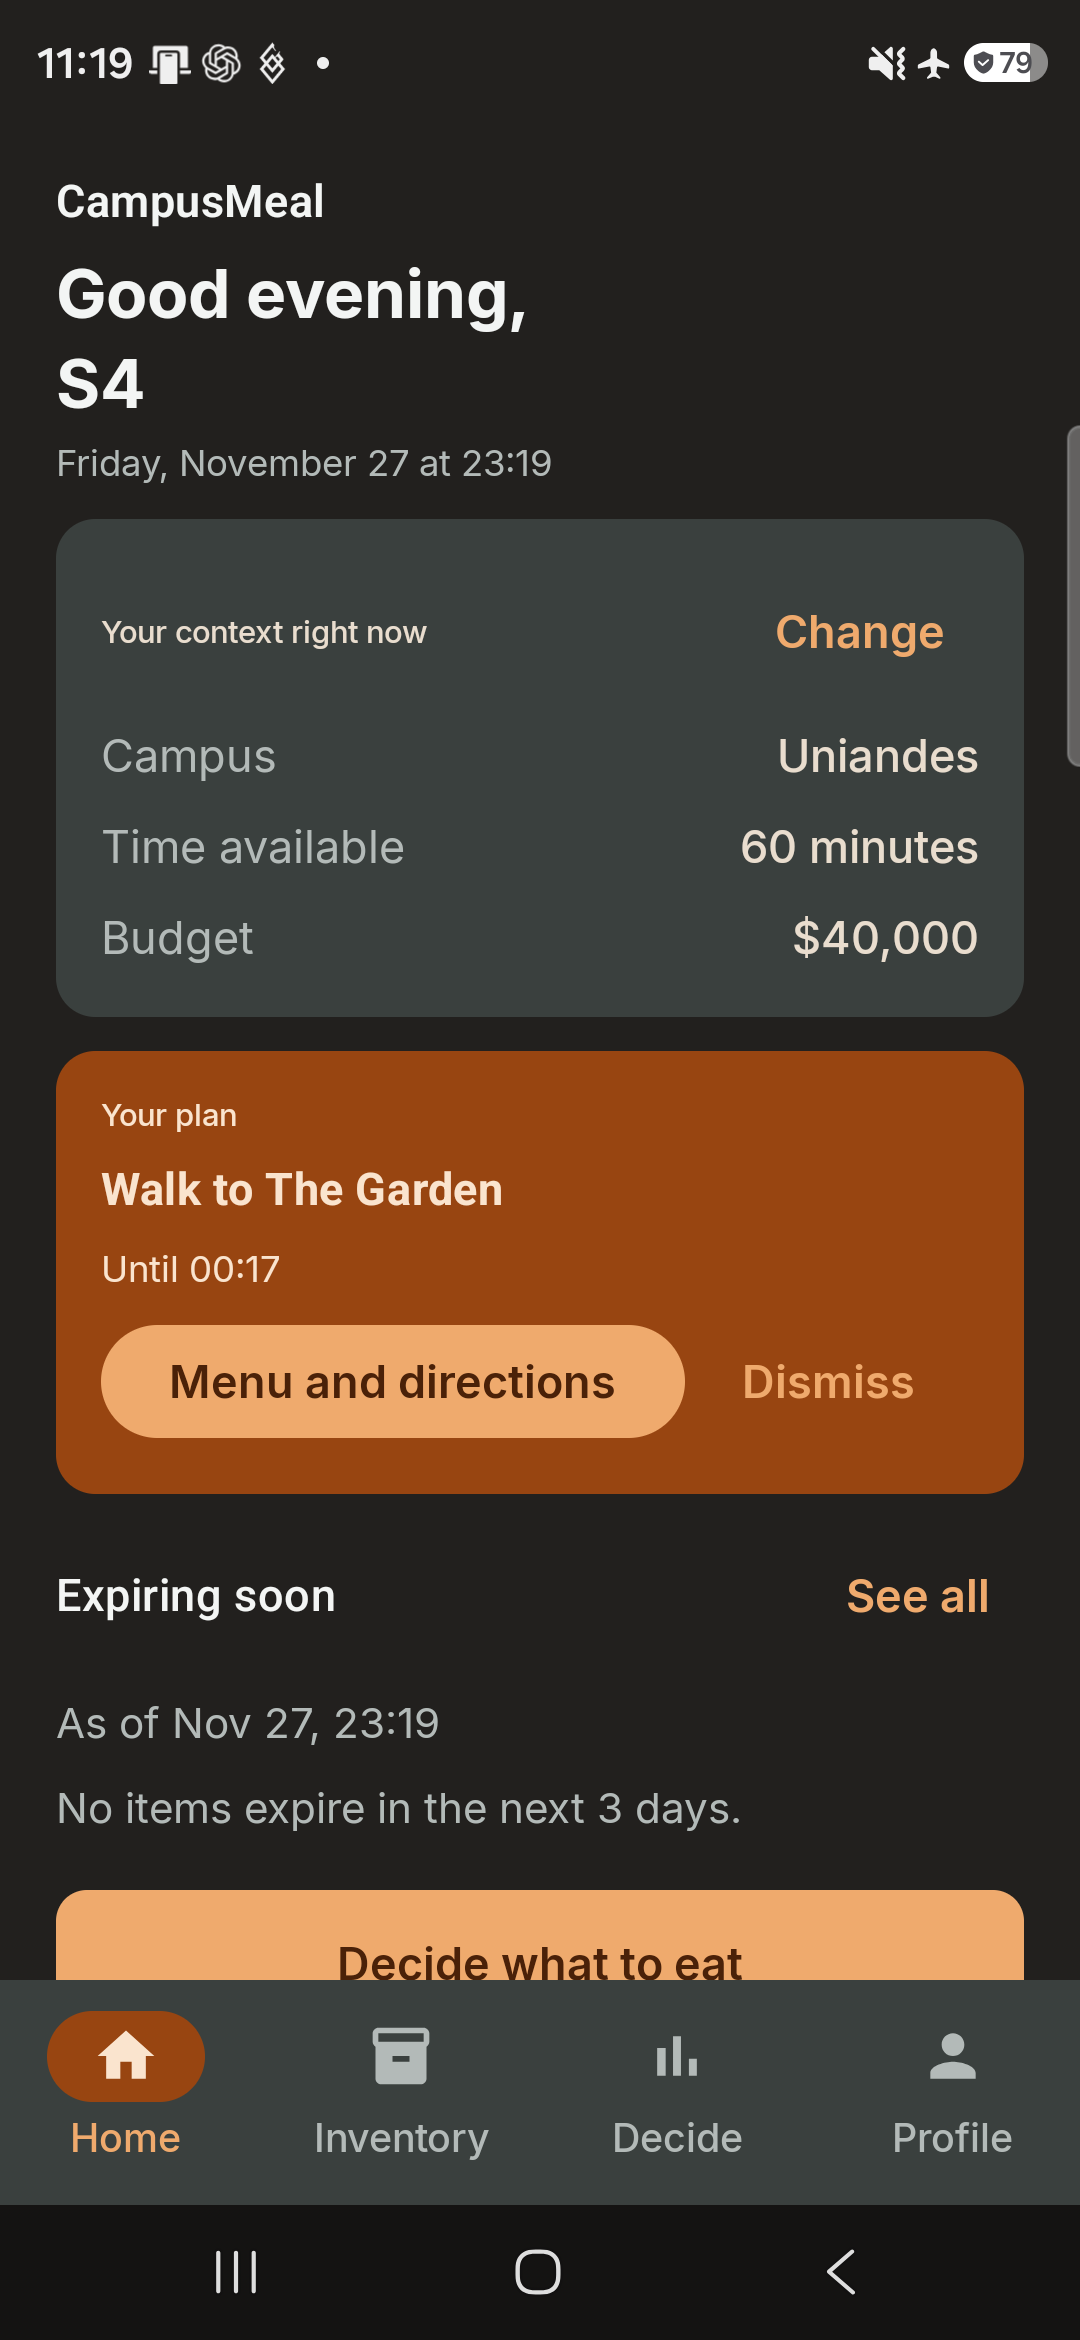 11:19
79
CampusMeal
Good evening,
S4
Friday, November 27 at 23:19
Your context right now
Change
Campus
Uniandes
Time available
60 minutes
Budget
$40,000
Your plan
Walk to The Garden
Until 00:17
Menu and directions
Dismiss
Expiring soon
See all
As of Nov 27, 23:19
No items expire in the next 3 days.
Decide what to eat
Home
Inventory
Decide
Profile